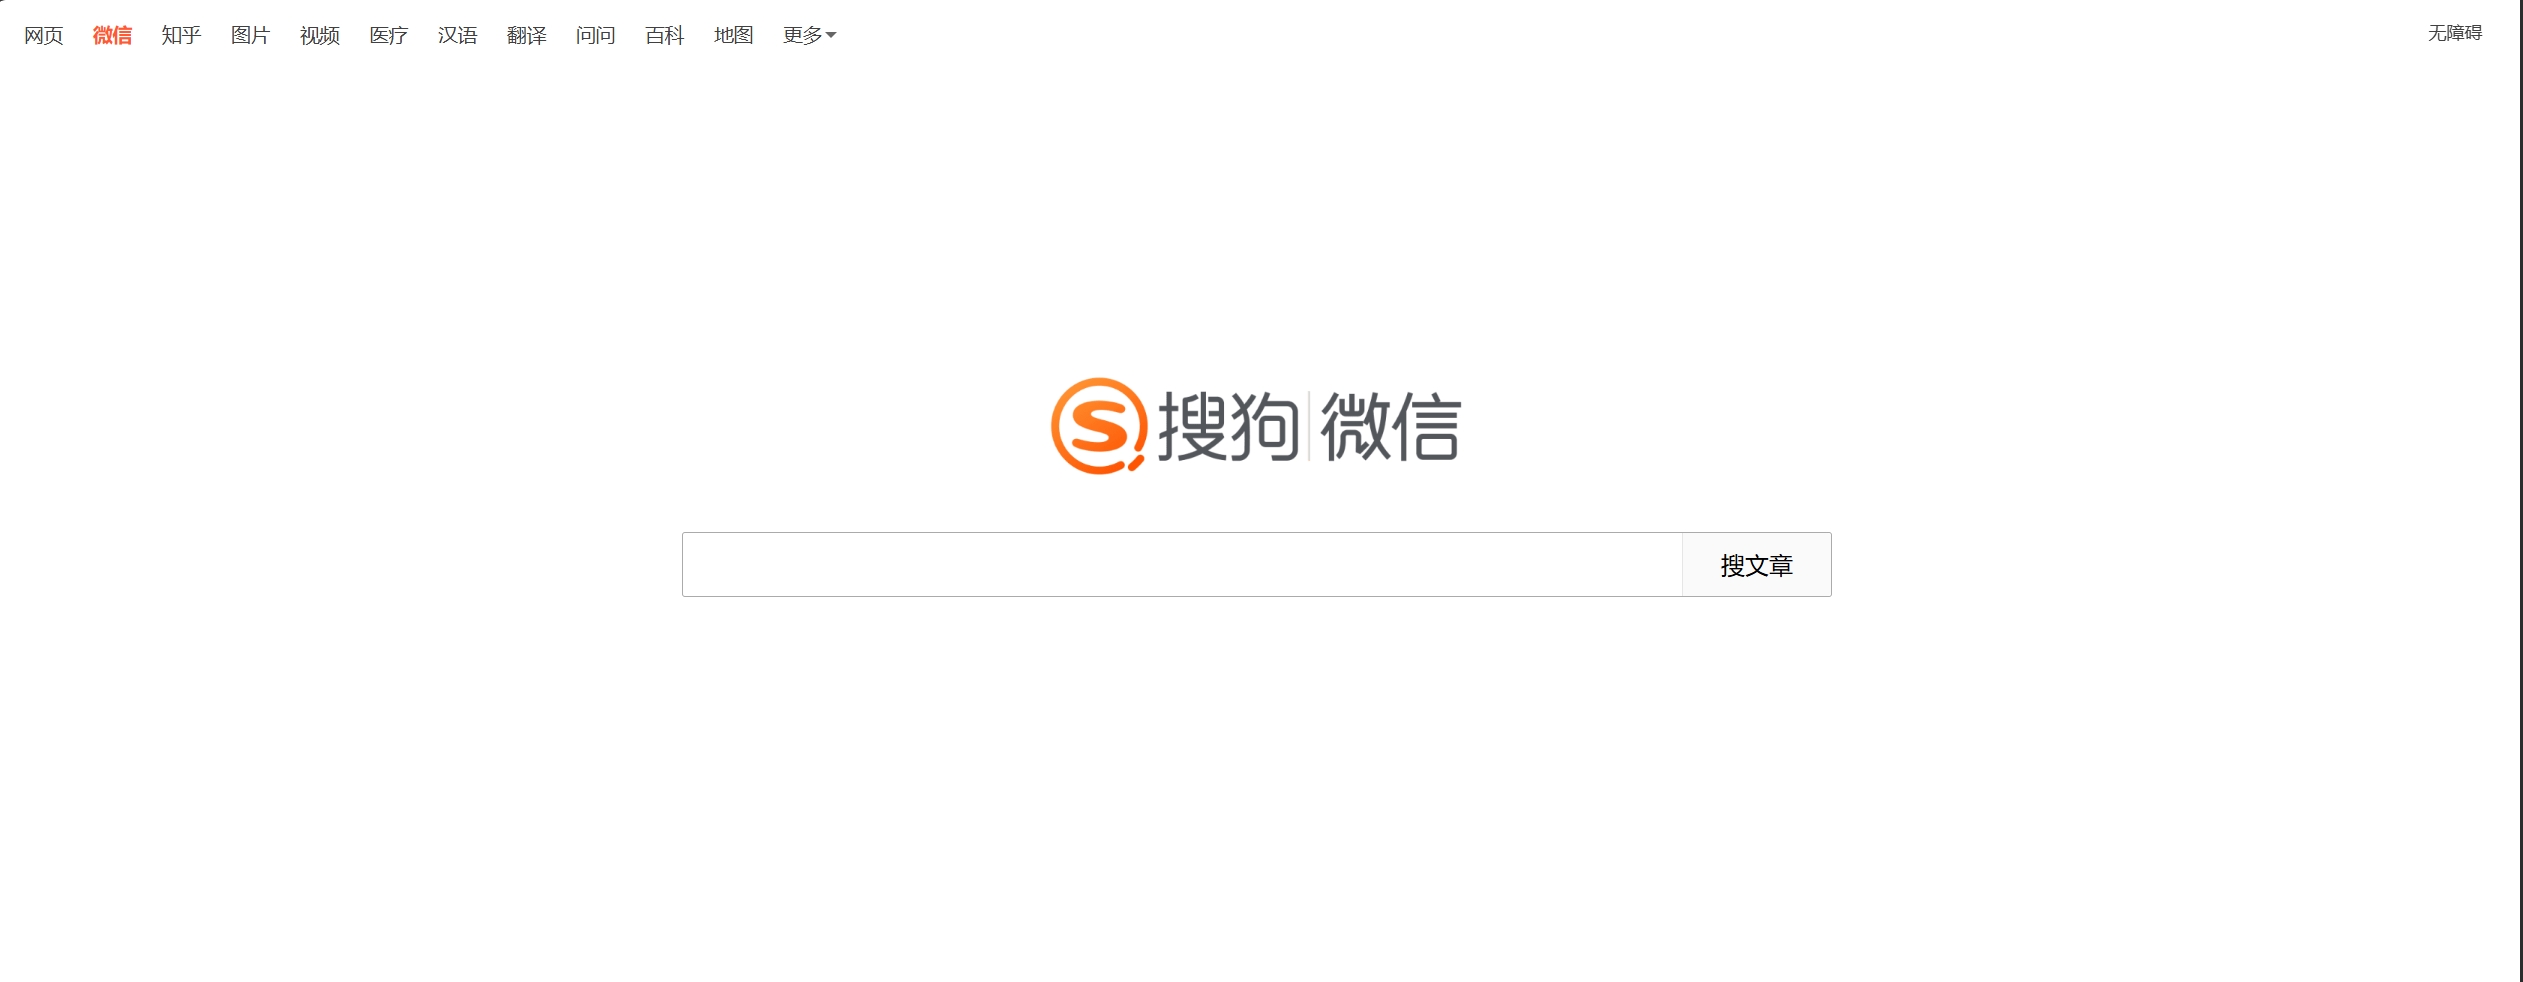 网页 微信 知乎 图片 视频 医疗 汉语 翻译 问问 百科 地图 更多 无障碍
搜狗 微信
搜文章